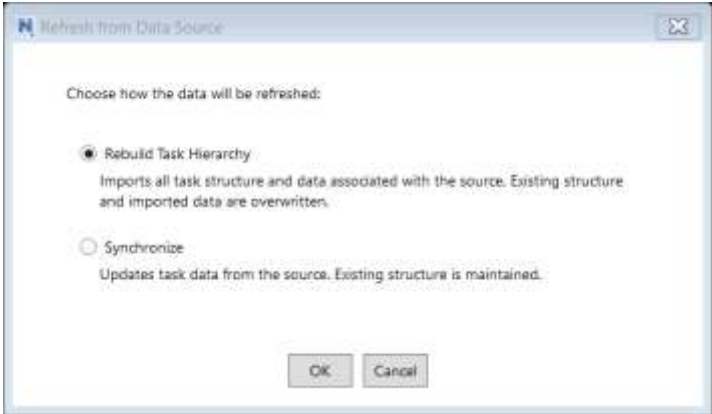 Refresh from Data Source
Choose how the data will be refreshed:
Rebuild Task Hierarchy
Imports all task structure and data associated with the source. Existing structure
and imported data are overwritten.
Synchronize
Updates task data from the source. Existing structure is maintained.
OK
Cancel